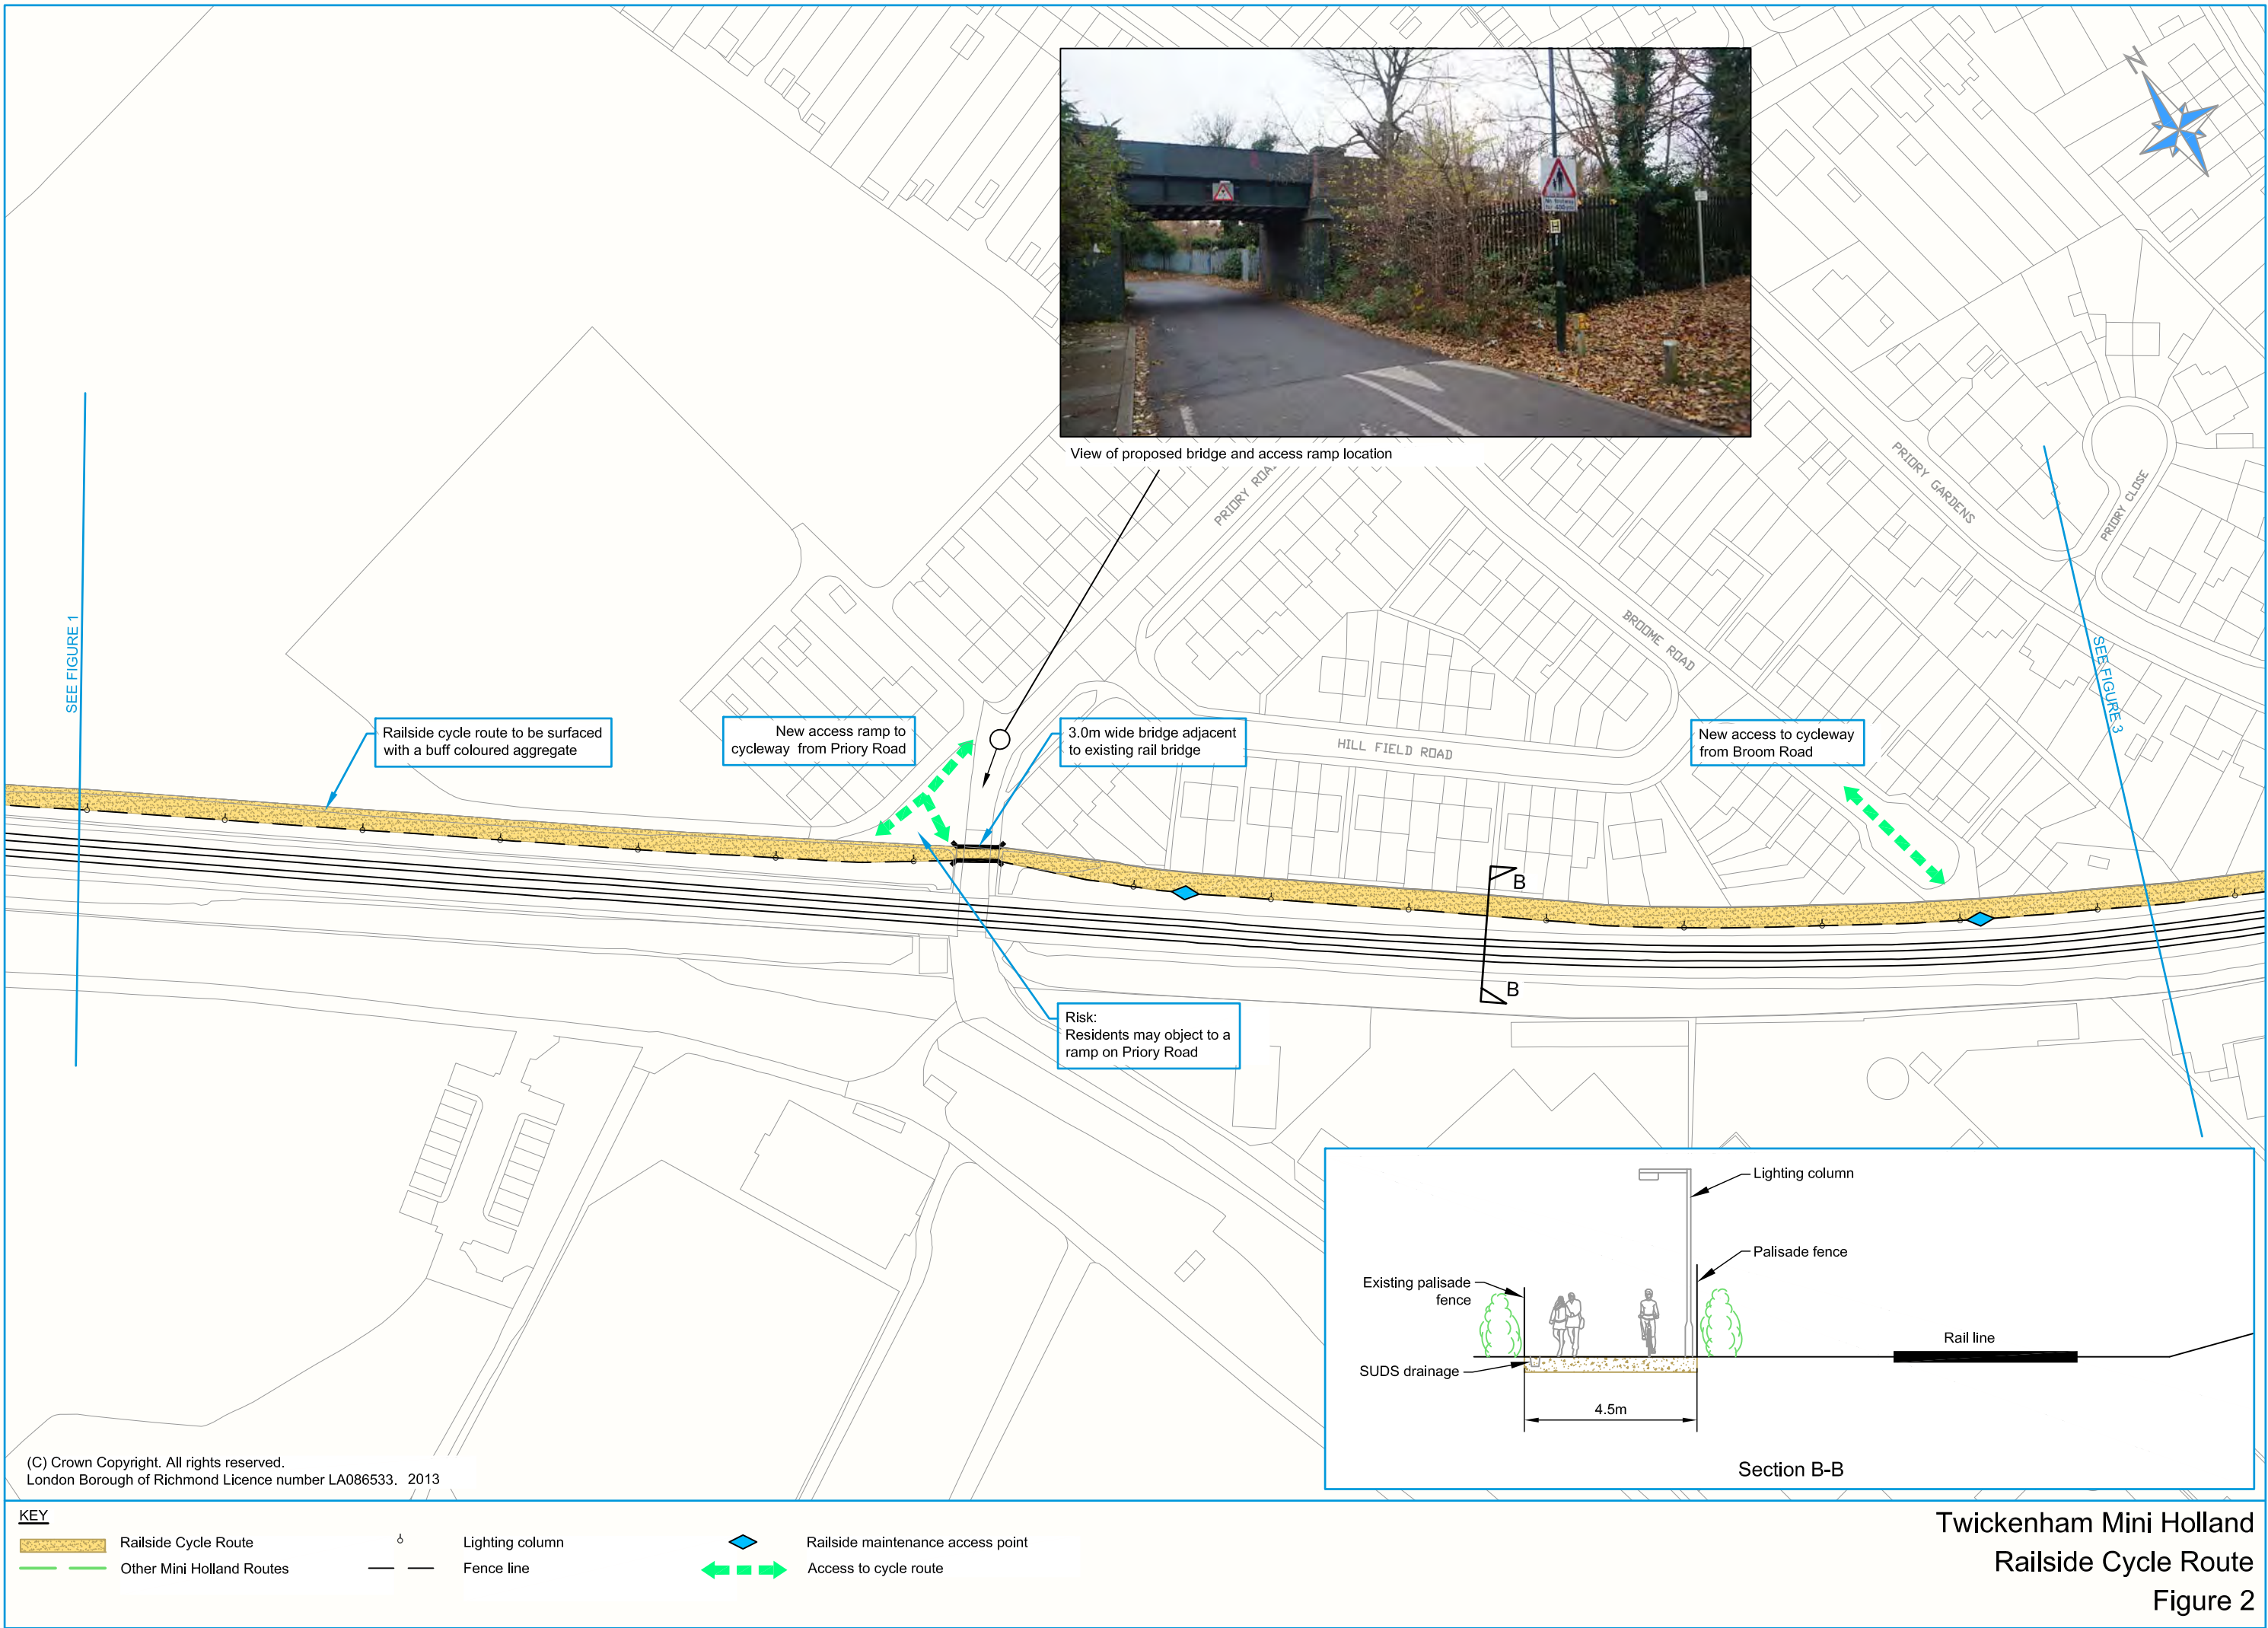 N
View of proposed bridge and access ramp location
PRIORY ROAD
PRIORY GARDENS
PRIORY CLOSE
BROOME ROAD
HILL FIELD ROAD
SEE FIGURE 1
SEE FIGURE 3
Railside cycle route to be surfaced
with a buff coloured aggregate
New access ramp to
cycleway from Priory Road
3.0m wide bridge adjacent
to existing rail bridge
New access to cycleway
from Broom Road
B
B
Risk:
Residents may object to a
ramp on Priory Road
Lighting column
Palisade fence
Existing palisade
fence
Rail line
SUDS drainage
4.5m
Section B-B
(C) Crown Copyright. All rights reserved.
London Borough of Richmond Licence number LA086533. 2013
KEY
Railside Cycle Route
Other Mini Holland Routes
Lighting column
Fence line
Railside maintenance access point
Access to cycle route
Twickenham Mini Holland
Railside Cycle Route
Figure 2